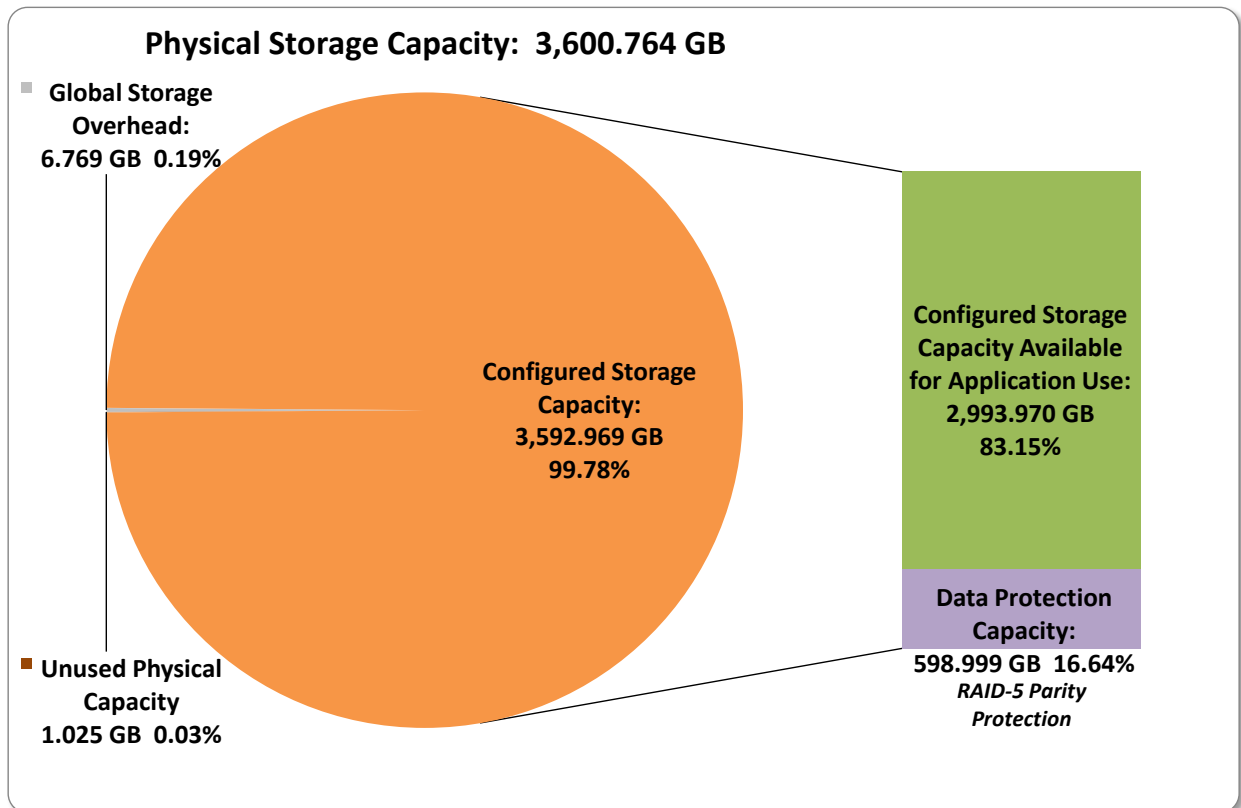 Physical Storage Capacity: 3,600.764 GB
Global Storage
Overhead:
6.769 GB 0.19%
Configured Storage
Capacity:
3,592.969 GB
99.78%
Unused Physical
Capacity
1.025 GB 0.03%
Configured Storage
Capacity Available
for Application Use:
2,993.970 GB
83.15%
Data Protection
Capacity:
598.999 GB 16.64%
RAID-5 Parity
Protection